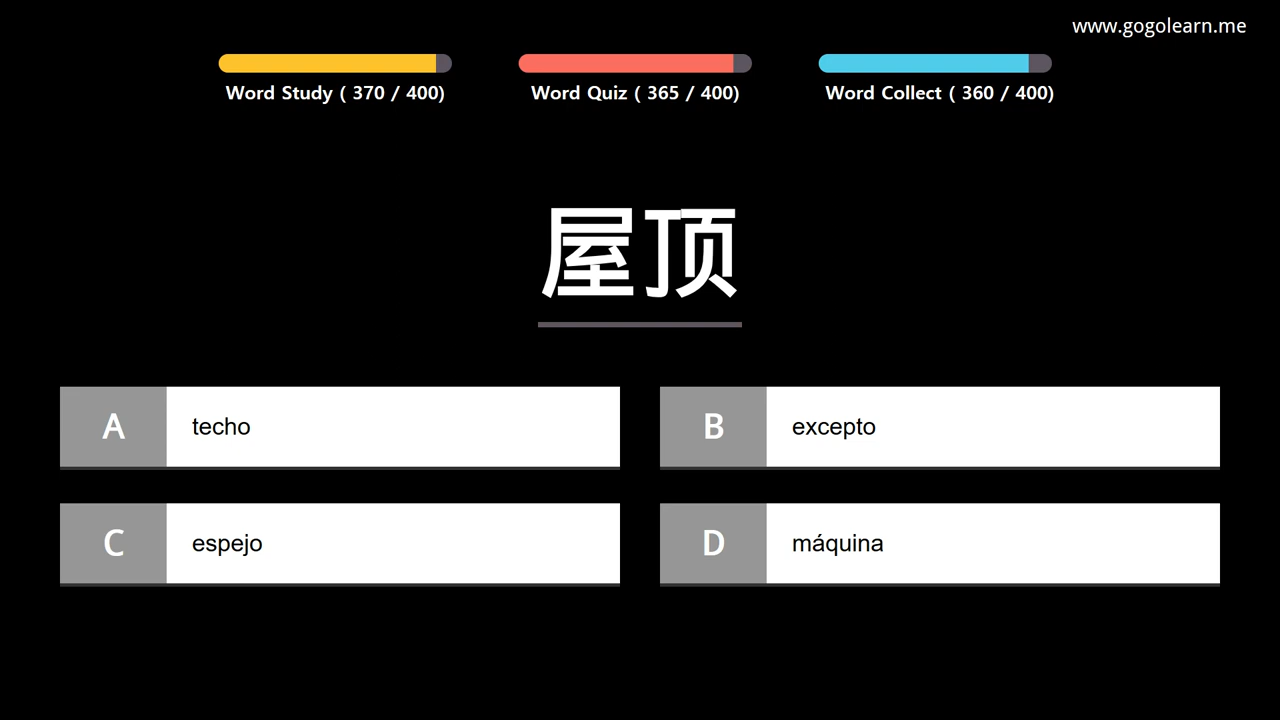 www.gogolearn.me
Word Study ( 370 / 400)
Word Quiz ( 365 / 400)
Word Collect ( 360 / 400)
屋顶
A techo
B excepto
C espejo
D máquina